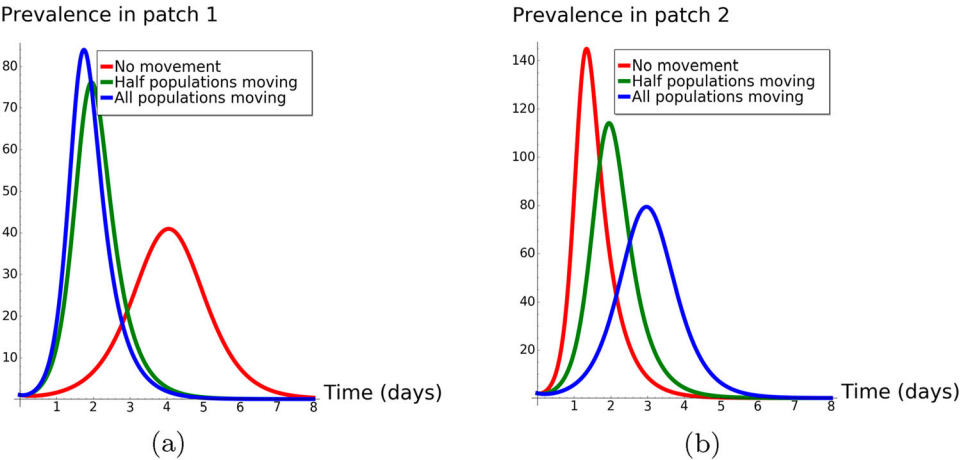 Prevalence in patch 1
80
70
60
50
40
30
20
10
No movement
Half populations moving
All populations moving
1 2 3 4 5 6 7 8
Time (days)
(a)
Prevalence in patch 2
140
120
100
80
60
40
20
No movement
Half populations moving
All populations moving
1 2 3 4 5 6 7 8
Time (days)
(b)